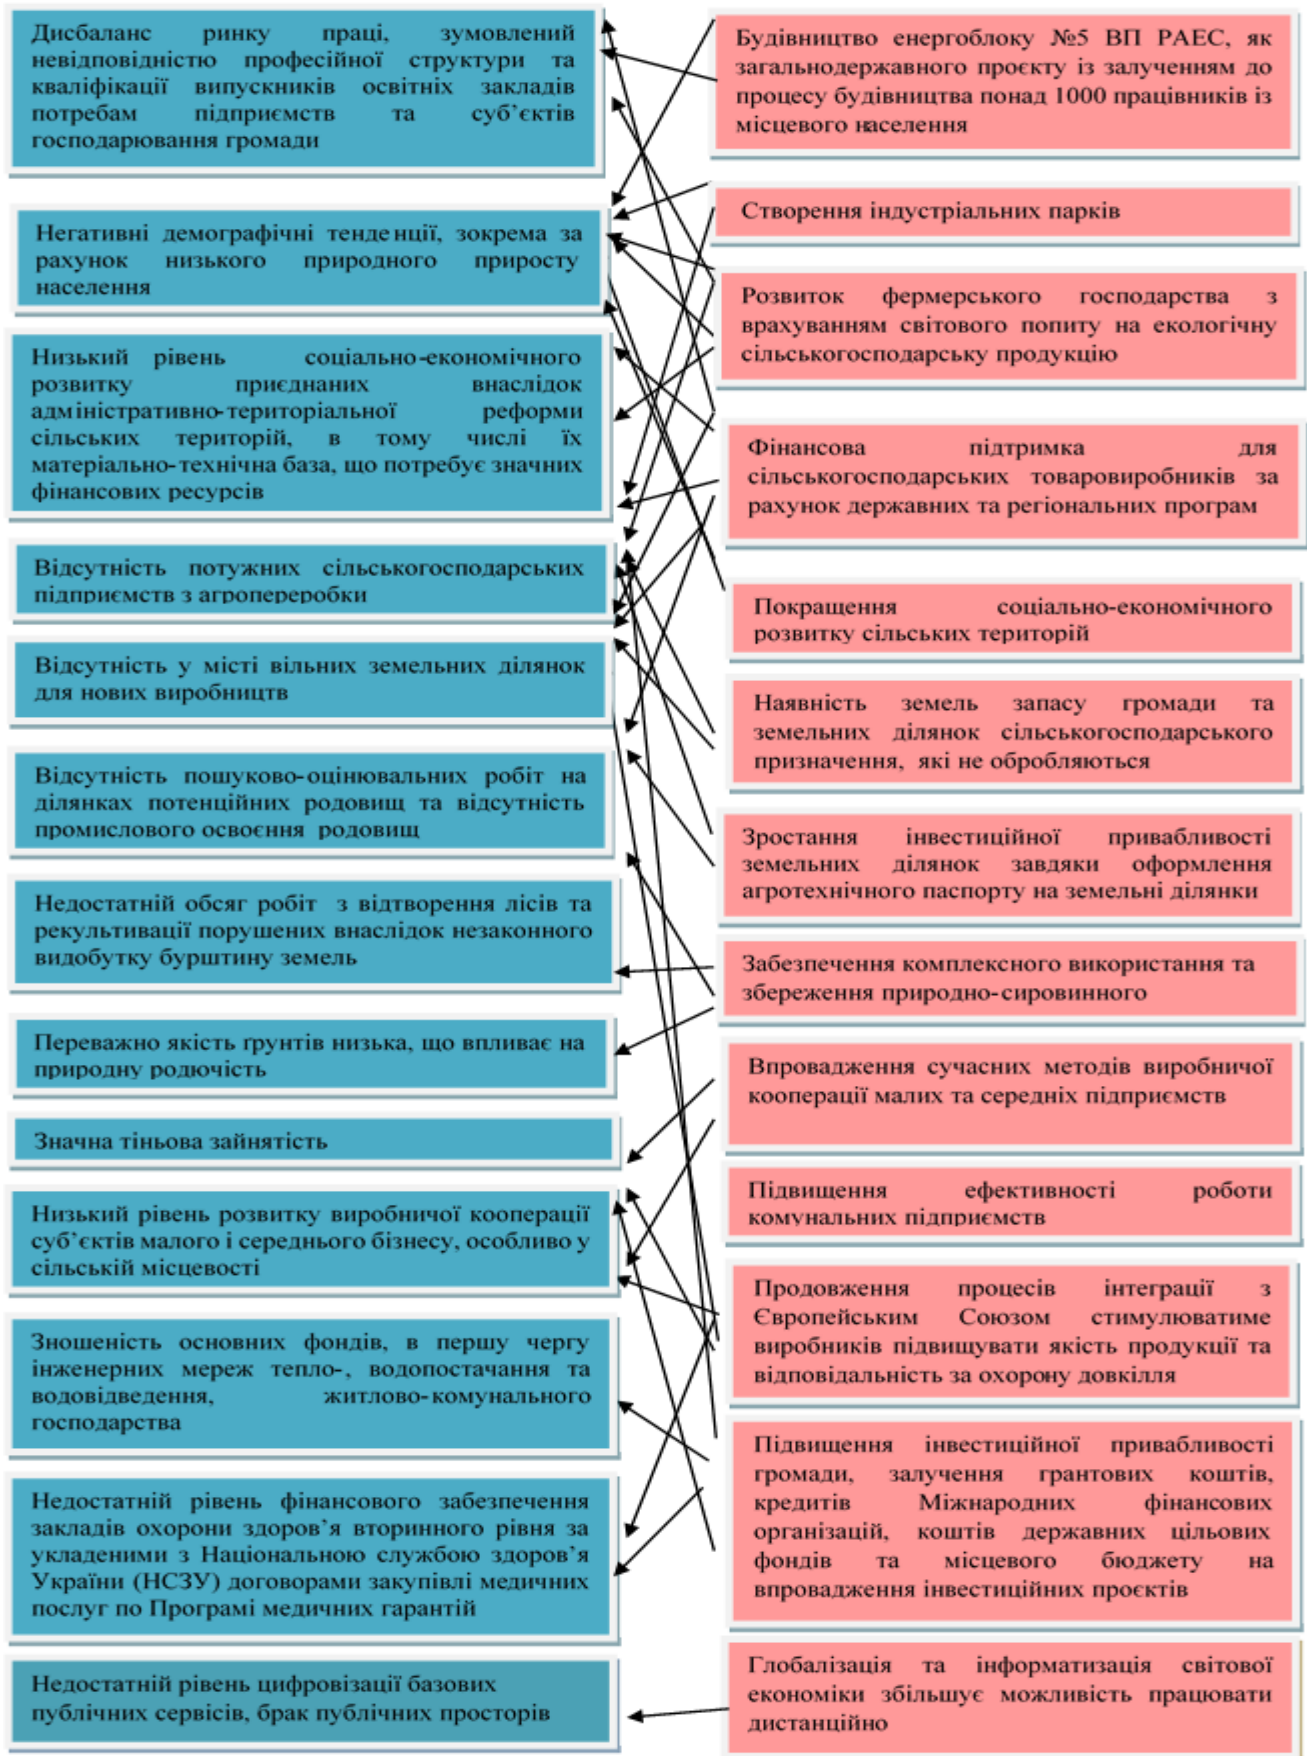 Дисбаланс ринку праці, зумовлений
невідповідністю професійної структури та
кваліфікації випускників освітніх закладів
потребам підприємств та суб’єктів
господарювання громади
Негативні демографічні тенденції, зокрема за
рахунок низького природного приросту
населення
Низький рівень соціально-економічного
розвитку приєднаних внаслідок
адміністративно-територіальної реформи
сільських територій, в тому числі їх
матеріально-технічна база, що потребує значних
фінансових ресурсів
Відсутність потужних сільськогосподарських
підприємств з агропереробки
Відсутність у місті вільних земельних ділянок
для нових виробництв
Відсутність пошуково-оцінювальних робіт на
ділянках потенційних родовищ та відсутність
промислового освоєння родовищ
Недостатній обсяг робіт з відтворення лісів та
рекультивації порушених внаслідок незаконного
видобутку бурштину земель
Переважно якість ґрунтів низька, що впливає на
природну родючість
Значна тіньова зайнятість
Низький рівень розвитку виробничої кооперації
суб’єктів малого і середнього бізнесу, особливо у
сільській місцевості
Зношеність основних фондів, в першу чергу
інженерних мереж тепло-, водопостачання та
водовідведення, житлово-комунального
господарства
Недостатній рівень фінансового забезпечення
закладів охорони здоров’я вторинного рівня за
укладеними з Національною службою здоров’я
України (НСЗУ) договорами закупівлі медичних
послуг по Програмі медичних гарантій
Недостатній рівень цифровізації базових
публічних сервісів, брак публічних просторів
Будівництво енергоблоку №5 ВП РАЕС, як
загальнодержавного проєкту із залученням до
процесу будівництва понад 1000 працівників із
місцевого населення
Створення індустріальних парків
Розвиток фермерського господарства з
врахуванням світового попиту на екологічну
сільськогосподарську продукцію
Фінансова підтримка для
сільськогосподарських товаровиробників за
рахунок державних та регіональних програм
Покращення соціально-економічного
розвитку сільських територій
Наявність земель запасу громади та
земельних ділянок сільськогосподарського
призначення, які не обробляються
Зростання інвестиційної привабливості
земельних ділянок завдяки оформлення
агротехнічного паспорту на земельні ділянки
Забезпечення комплексного використання та
збереження природно-сировинного
Впровадження сучасних методів виробничої
кооперації малих та середніх підприємств
Підвищення ефективності роботи
комунальних підприємств
Продовження процесів інтеграції з
Європейським Союзом стимулюватиме
виробників підвищувати якість продукції та
відповідальність за охорону довкілля
Підвищення інвестиційної привабливості
громади, залучення грантових коштів,
кредитів Міжнародних фінансових
організацій, коштів державних цільових
фондів та місцевого бюджету на
впровадження інвестиційних проєктів
Глобалізація та інформатизація світової
економіки збільшує можливість працювати
дистанційно